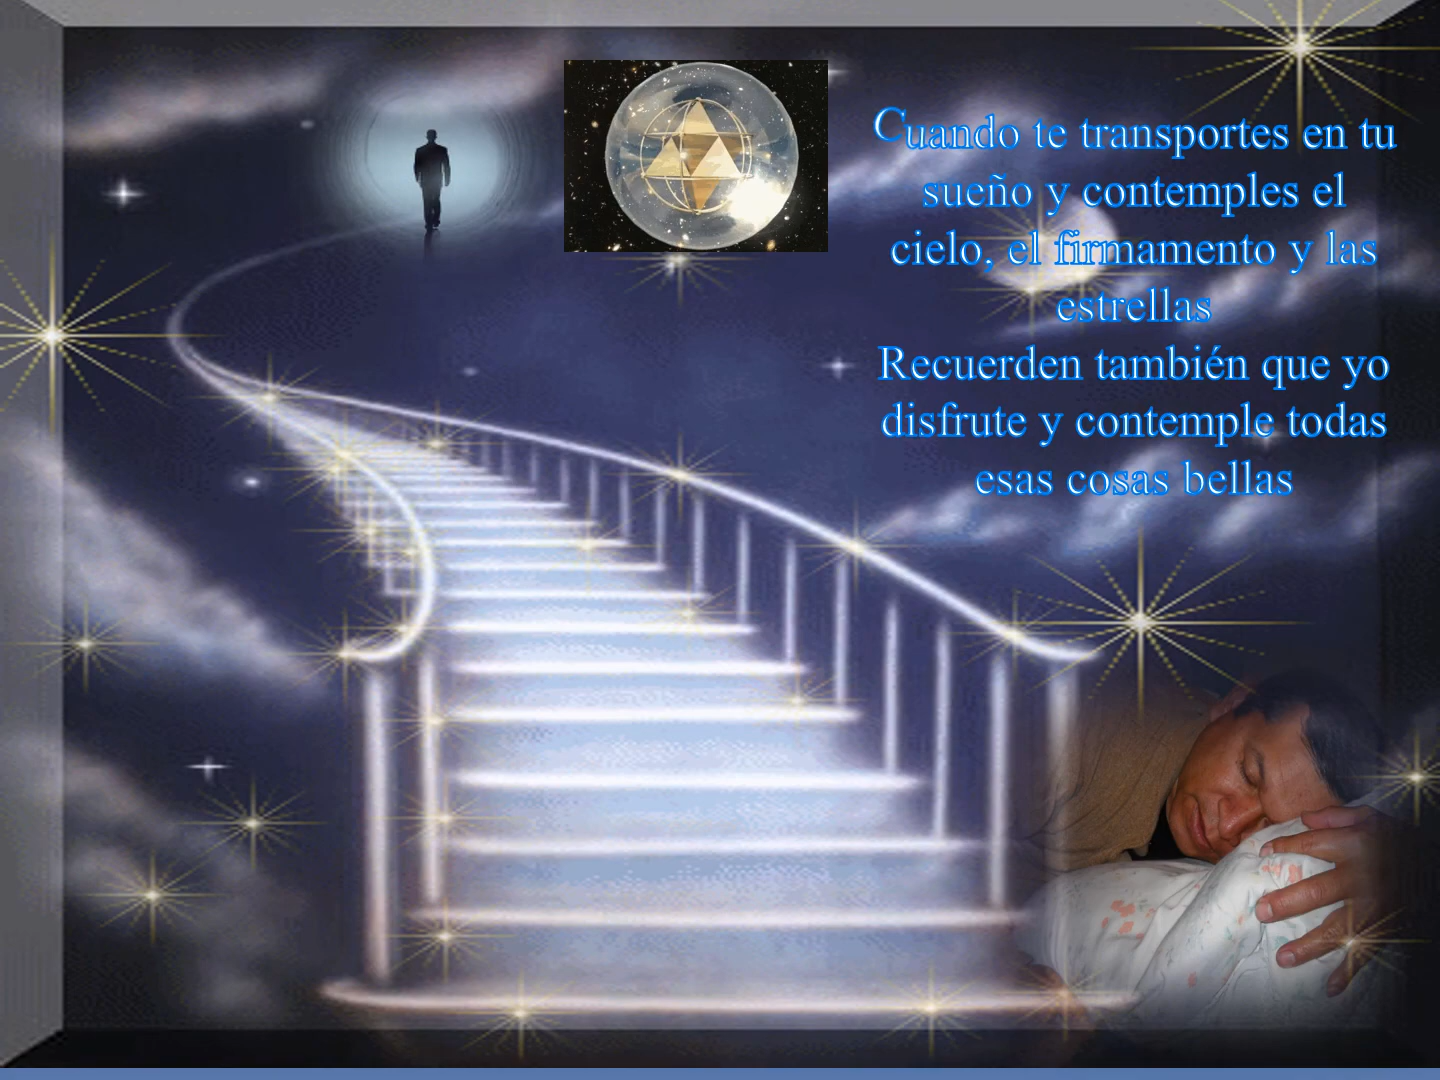 Cuando te transportes en tu
sueño y contemples el
cielo, el firmamento y las
estrellas
Recuerden también que yo
disfrute y contemple todas
esas cosas bellas